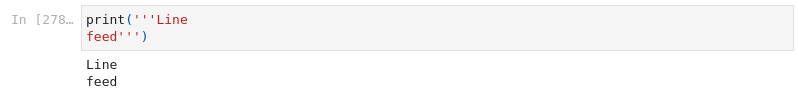 In [278…
print('''Line
feed''')
Line
feed